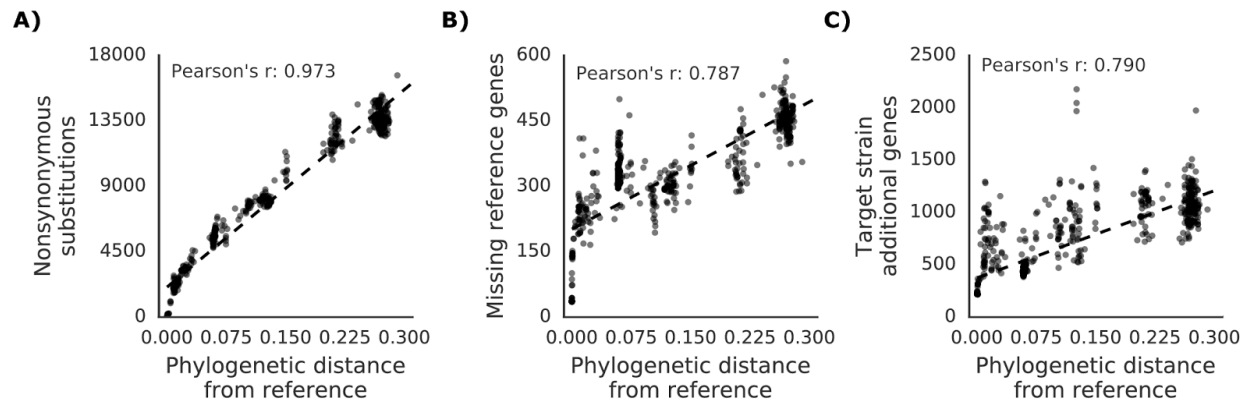 A)
Pearson's r: 0.973
Nonsynonymous
substitutions
18000
13500
9000
4500
0
0.000 0.075 0.150 0.225 0.300
Phylogenetic distance
from reference
B)
Pearson's r: 0.787
Missing reference genes
600
450
300
150
0
0.000 0.075 0.150 0.225 0.300
Phylogenetic distance
from reference
C)
Pearson's r: 0.790
Target strain
additional genes
2500
2000
1500
1000
500
0
0.000 0.075 0.150 0.225 0.300
Phylogenetic distance
from reference